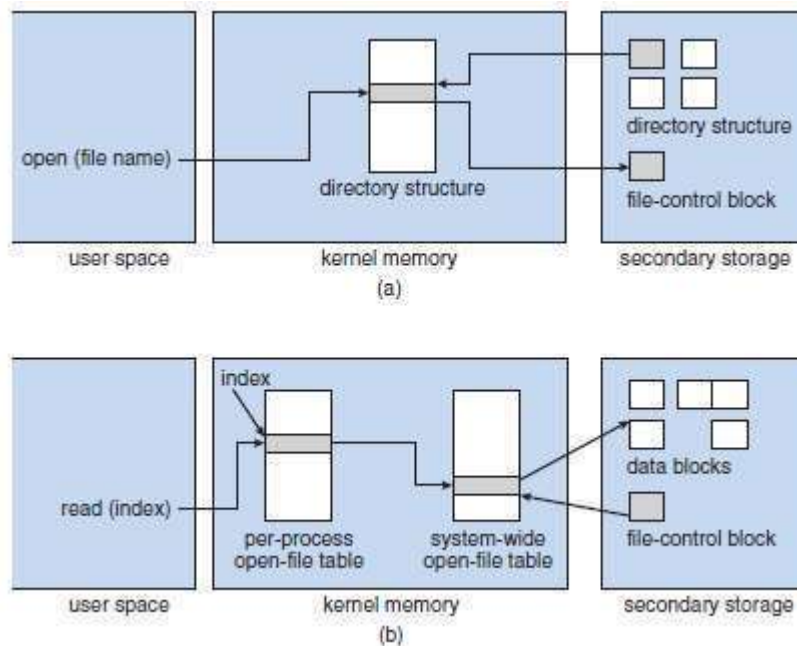 open (file name)
directory structure
directory structure
file-control block
user space
kernel memory
secondary storage
(a)
index
read (index)
per-process
open-file table
system-wide
open-file table
data blocks
file-control block
user space
kernel memory
secondary storage
(b)